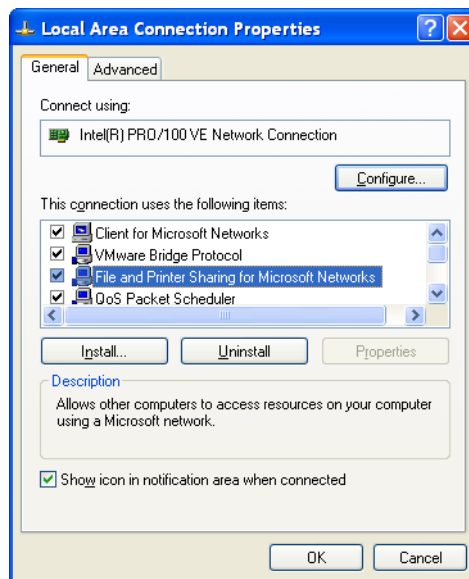 Local Area Connection Properties
General Advanced
Connect using:
Intel(R) PRO/100 VE Network Connection
Configure...
This connection uses the following items:
Client for Microsoft Networks
VMware Bridge Protocol
File and Printer Sharing for Microsoft Networks
QoS Packet Scheduler
Install... Uninstall Properties
Description
Allows other computers to access resources on your computer
using a Microsoft network.
Show icon in notification area when connected
OK Cancel